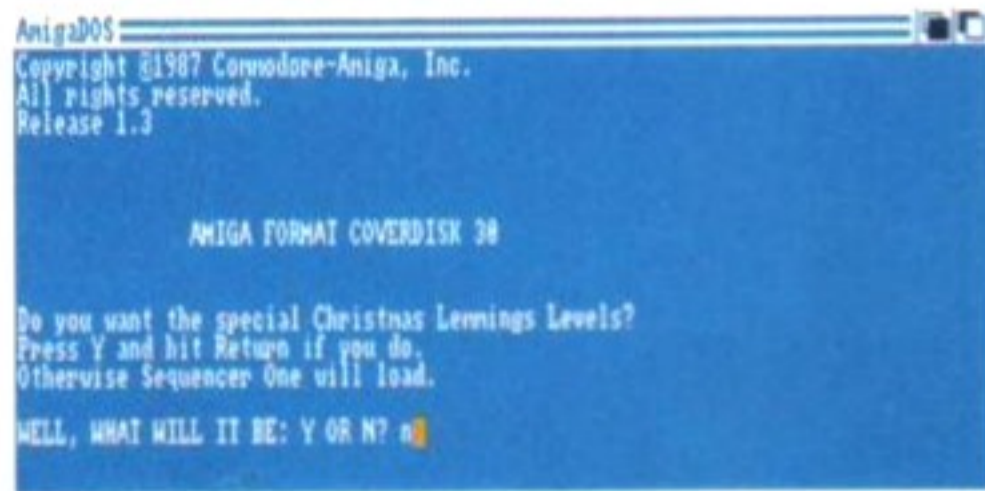 AmigaDOS
Copyright ©1987 Commodore-Amiga, Inc.
All rights reserved.
Release 1.3
AMIGA FORMAT COVERDISK 30
Do you want the special Christmas Lemmings Levels?
Press Y and hit Return if you do.
Otherwise Sequencer One will load.
WELL, WHAT WILL IT BE: Y OR N? n